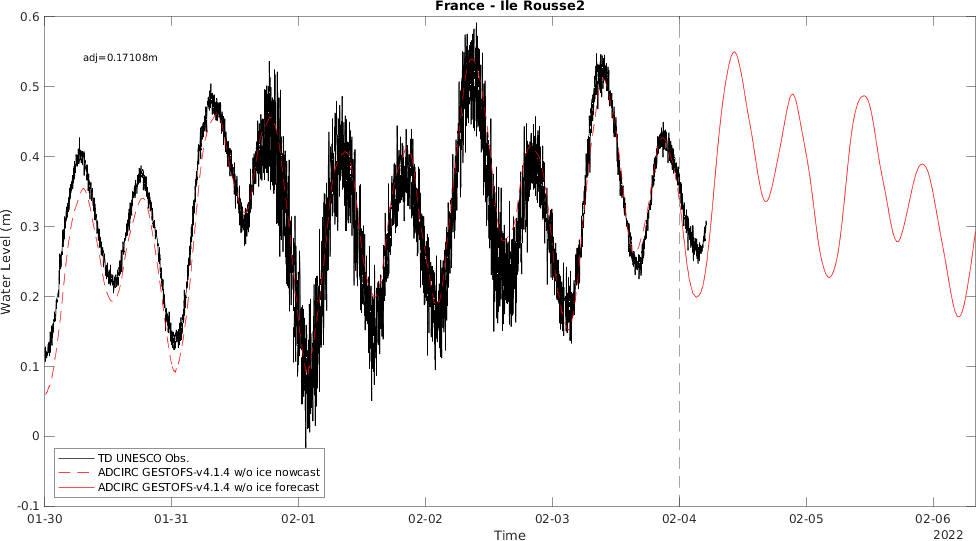 France - Ile Rousse2
adj=0.17108m
Water Level (m)
0.6
0.5
0.4
0.3
0.2
0.1
0
-0.1
TD UNESCO Obs.
ADCIRC GESTOFS-v4.1.4 w/o ice nowcast
ADCIRC GESTOFS-v4.1.4 w/o ice forecast
01-30 01-31 02-01 02-02 02-03 02-04 02-05 02-06
Time
2022